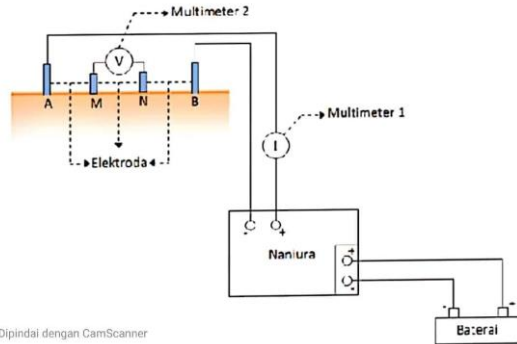 Multimeter 2
V
A M N B
Multimeter 1
I
Elektroda
- +
Naniura
+
-
- +
Baterai
Dipindai dengan CamScanner